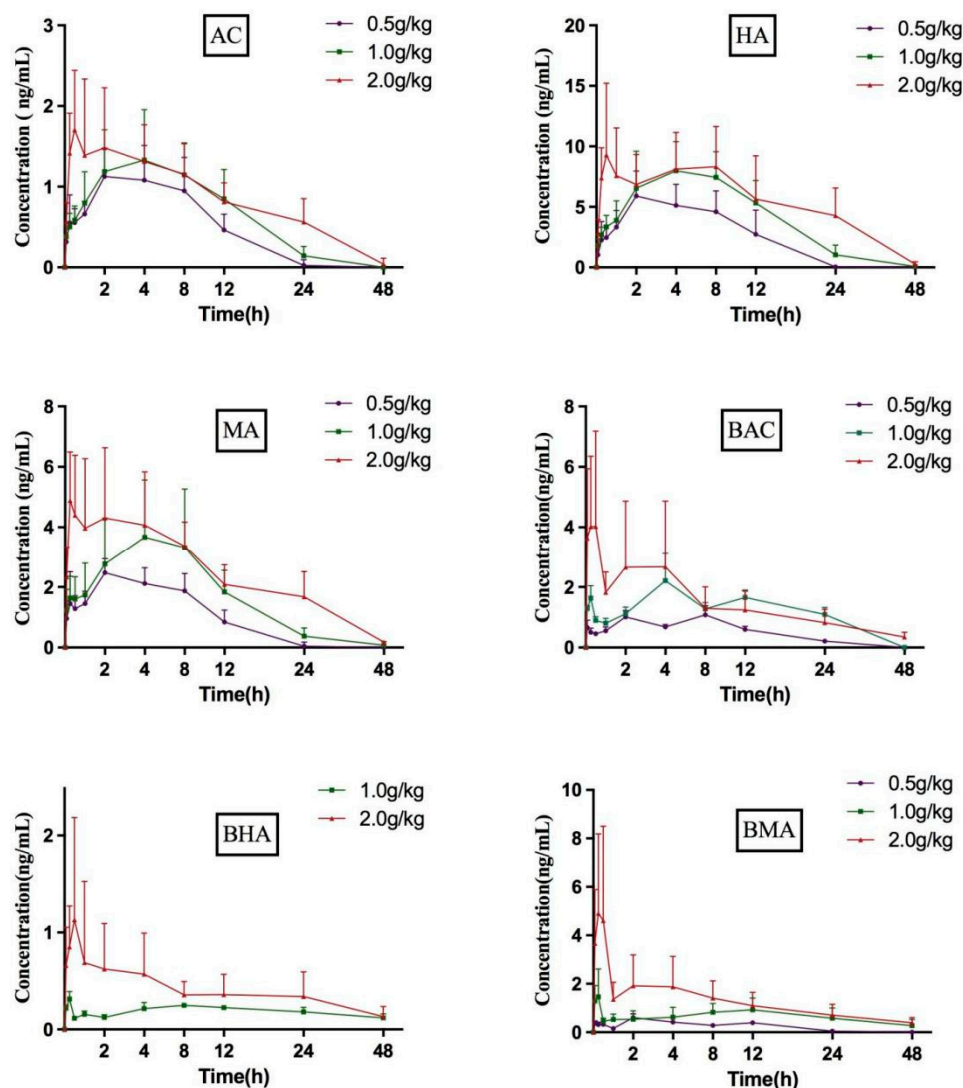 AC
0.5g/kg
1.0g/kg
2.0g/kg
Concentration ( ng/mL)
3
2
1
0
2 4 8 12 24 48
Time(h)
HA
0.5g/kg
1.0g/kg
2.0g/kg
Concentration (ng/mL)
20
15
10
5
0
2 4 8 12 24 48
Time(h)
MA
0.5g/kg
1.0g/kg
2.0g/kg
Concentration (ng/mL)
8
6
4
2
0
2 4 8 12 24 48
Time(h)
BAC
0.5g/kg
1.0g/kg
2.0g/kg
Concentration(ng/mL)
8
6
4
2
0
2 4 8 12 24 48
Time(h)
BHA
1.0g/kg
2.0g/kg
Concentration(ng/mL)
2
1
0
2 4 8 12 24 48
Time(h)
BMA
0.5g/kg
1.0g/kg
2.0g/kg
Concentration(ng/mL)
10
8
6
4
2
0
2 4 8 12 24 48
Time(h)